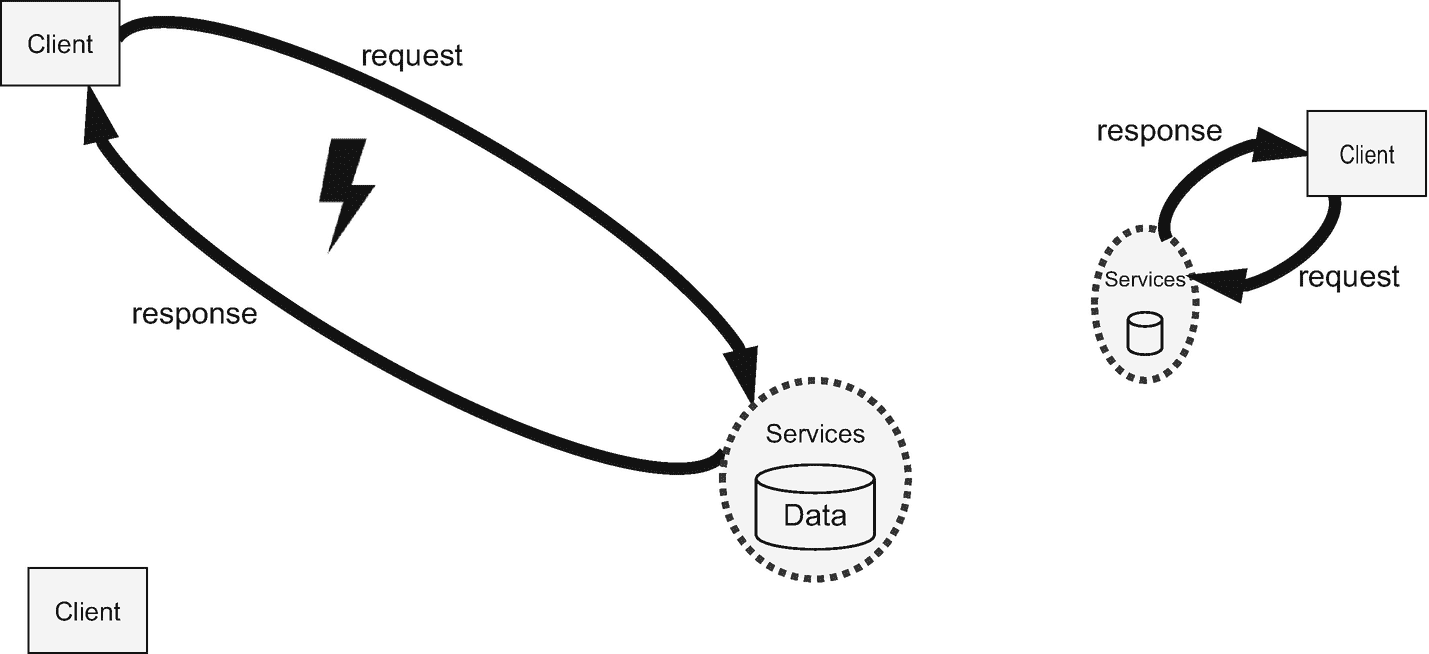 Client
request
response
Services
Data
Client
response
Client
Services
request